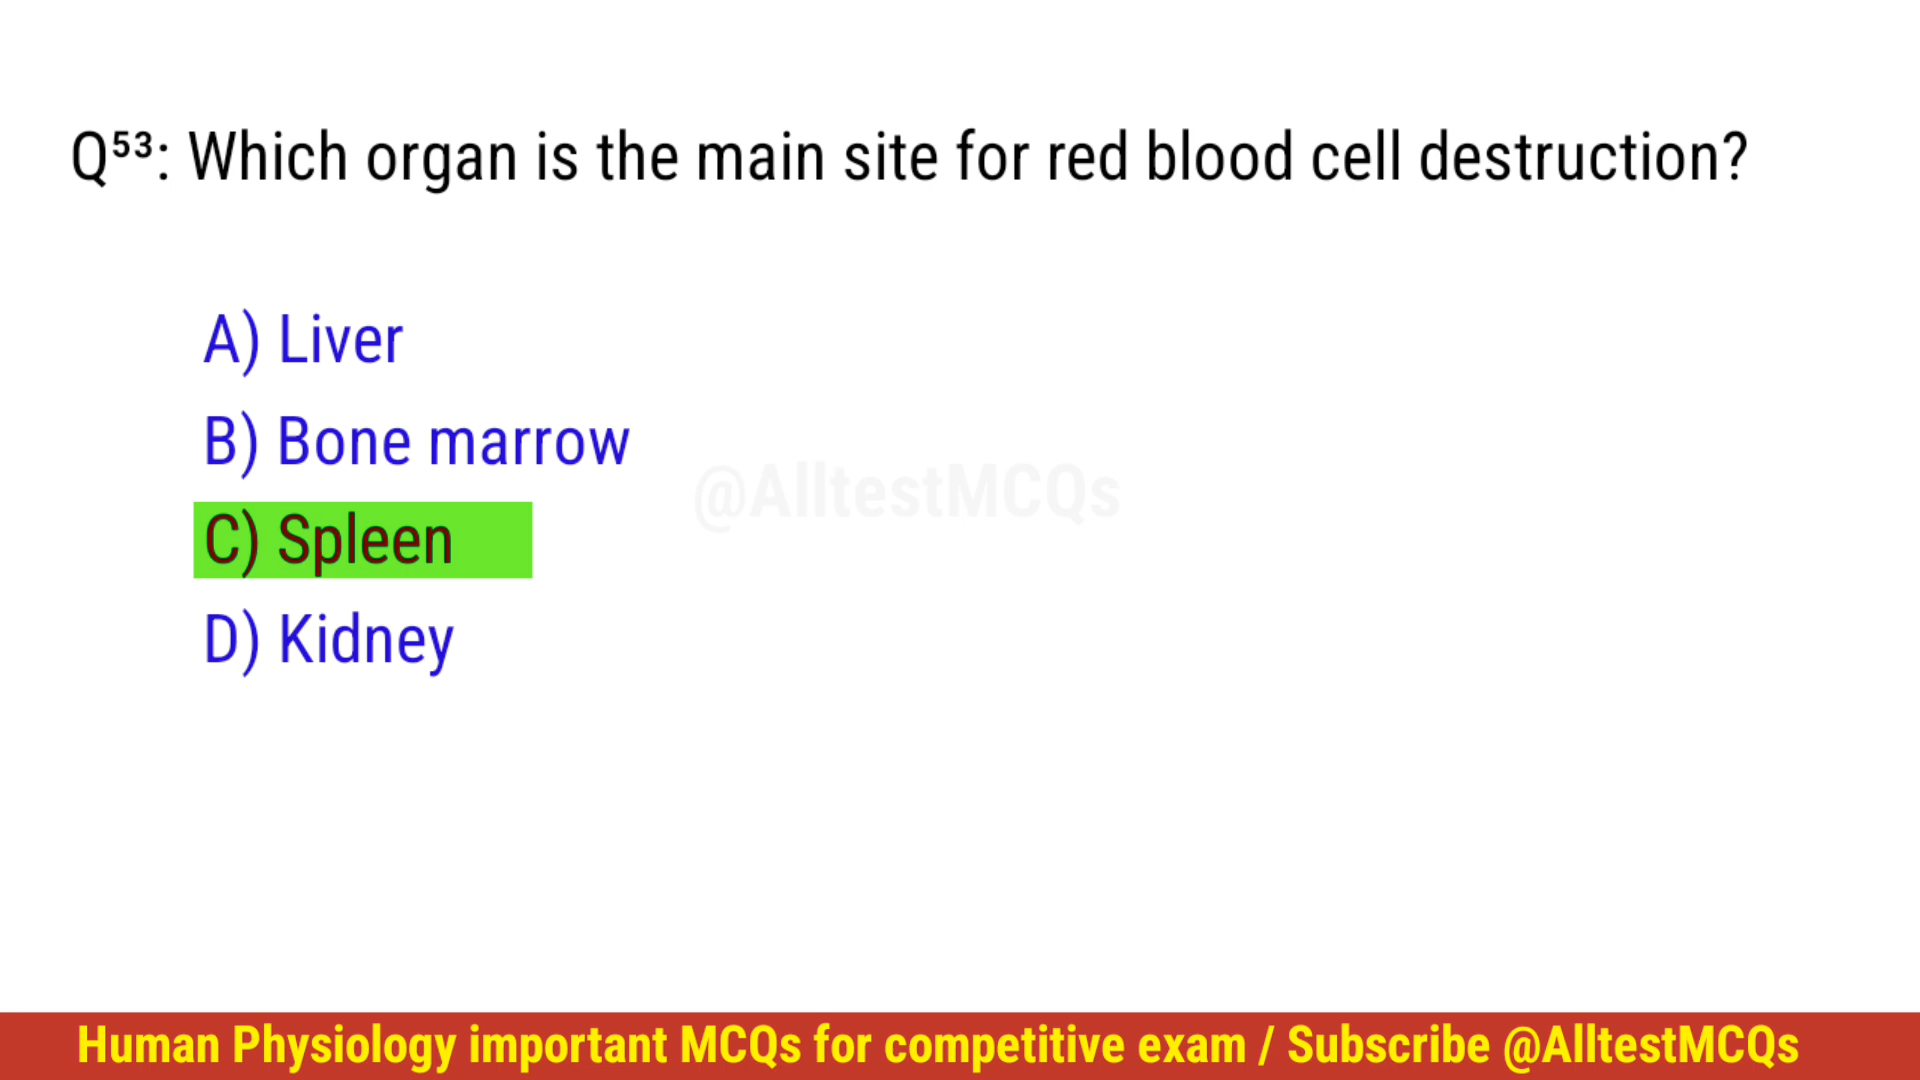 Q⁵³: Which organ is the main site for red blood cell destruction?
A) Liver
B) Bone marrow
@AlltestMCQs
C) Spleen
D) Kidney
Human Physiology important MCQs for competitive exam / Subscribe @AlltestMCQs